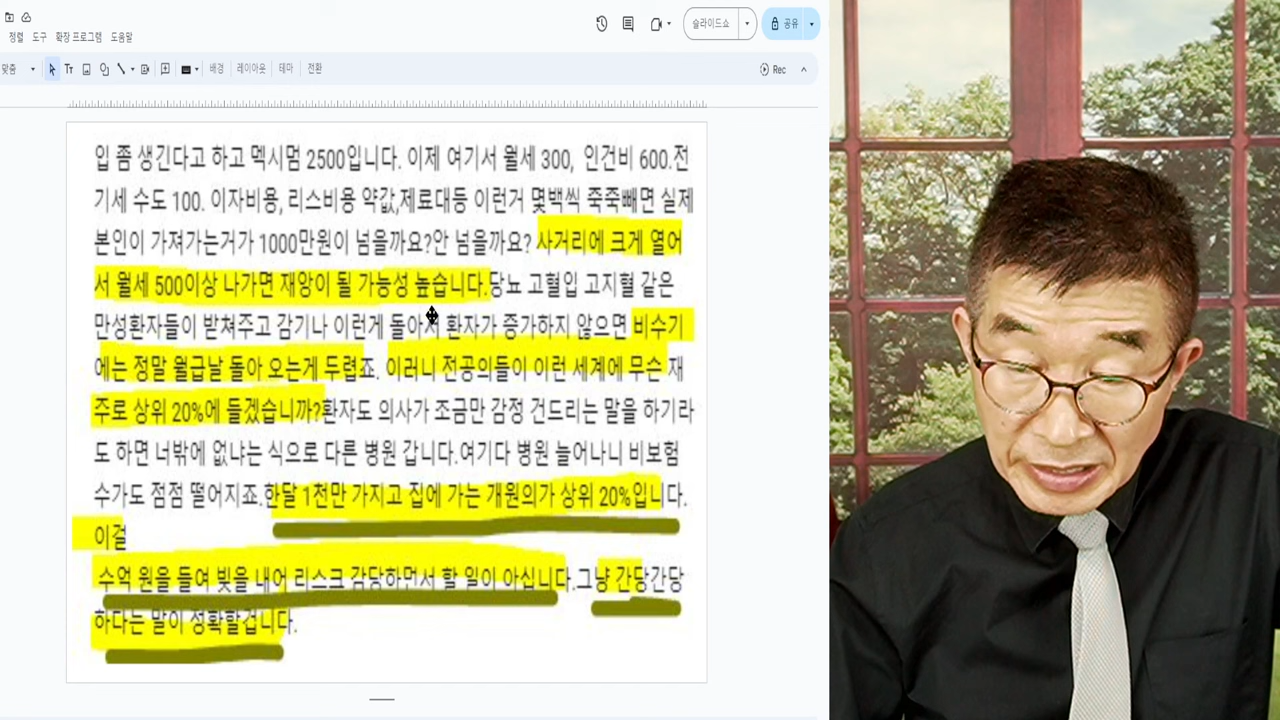 정렬 도구 확장 프로그램 도움말
슬라이드쇼 공유
맞춤 Tr 배경 레이아웃 테마 전환 Rec
입 쫌 생긴다고 하고 멕시멈 2500입니다. 이제 여기서 월세 300, 인건비 600.전
기세 수도 100. 이자비용, 리스비용 약값,제료대등 이런거 몇백씩 죽죽빼면 실제
본인이 가져가는거가 1000만원이 넘을까요?안 넘을까요? 사거리에 크게 열어
서 월세 500이상 나가면 재앙이 될 가능성 높습니다.당뇨 고혈입 고지혈 같은
만성환자들이 받쳐주고 감기나 이런게 돌아서 환자가 증가하지 않으면 비수기
에는 정말 월급날 돌아 오는게 두렵죠. 이러니 전공의들이 이런 세계에 무슨 재
주로 상위 20%에 들겠습니까?환자도 의사가 조금만 감정 건드리는 말을 하기라
도 하면 너밖에 없냐는 식으로 다른 병원 갑니다.여기다 병원 늘어나니 비보험
수가도 점점 떨어지죠.한달 1천만 가지고 집에 가는 개원의가 상위 20%입니다.
이걸
수억 원을 들여 빚을 내어 리스크 감당하면서 할 일이 아십니다.그냥 간당간당
하다는 말이 정확할겁니다.